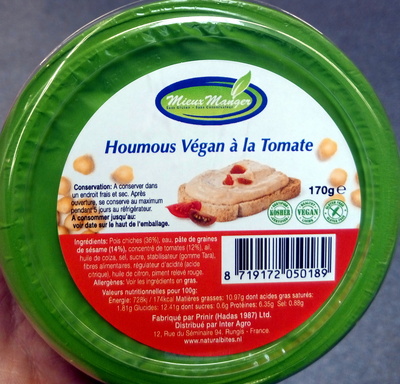 Mieux Manger
Houmous Végan à la Tomate
Conservation: A conserver dans
un endroit frais et sec. Après
ouverture, se conserve au maximum
pendant 5 jours au réfrigérateur.
A consommer jusqu'au:
voir date sur le haut de l'emballage.
170g e
CERTIFIED
KOSHER
VEGAN
Ingrédients: Pois chiches (36%), eau, pâte de graines
de sésame (14%), concentré de tomates (12%), ail,
huile de coiza, sel, sucre, stabilisateur (gomme Tara),
fibres alimentaires, régulateur d'acidité (acide
citrique), huile de citron, piment relevé rouge.
Allergènes: Voir les ingrédients en gras.
Valeurs nutritionnelles pour 100g:
Énergie: 728kj / 174kcal Matières grasses: 10.97g dont acides gras saturés:
1.81g Glucides: 12.41g dont sucres: 0.6g Protéines: 6.35g Sel: 0.88g
8 719172 050189
Fabriqué par Prinir (Hadas 1987) Ltd.
Distribué par Inter Agro
12, Rue du Séminaire 94. Rungis - France.
www.naturalbites.nl